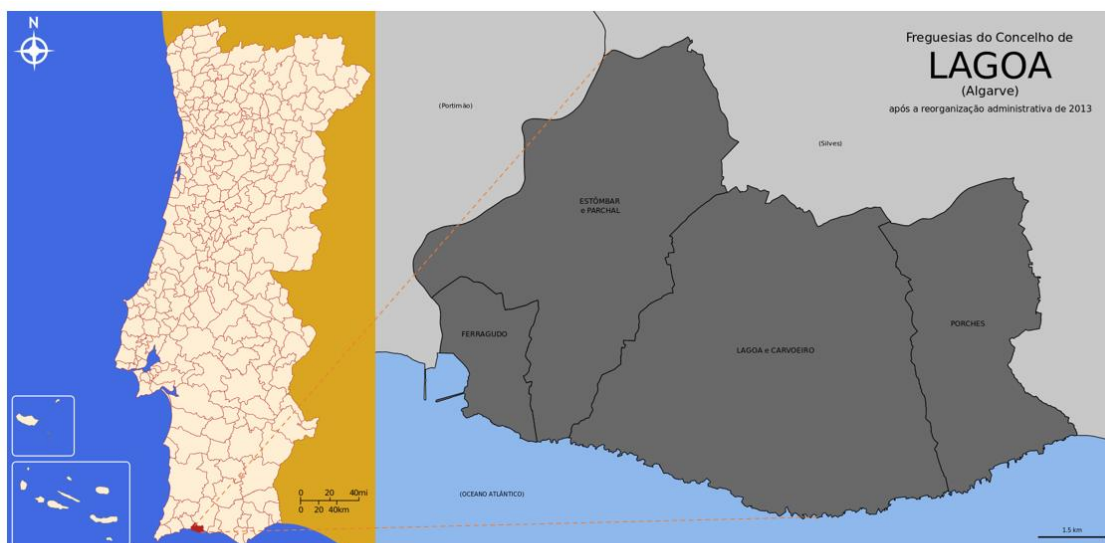 N
Freguesias do Concelho de
LAGOA
(Algarve)
após a reorganização administrativa de 2013
(Portimão)
(Silves)
ESTÔMBAR
e PARCHAL
FERRAGUDO
LAGOA e CARVOEIRO
PORCHES
(OCEANO ATLÂNTICO)
0 20 40mi
0 20 40km
1.5 km